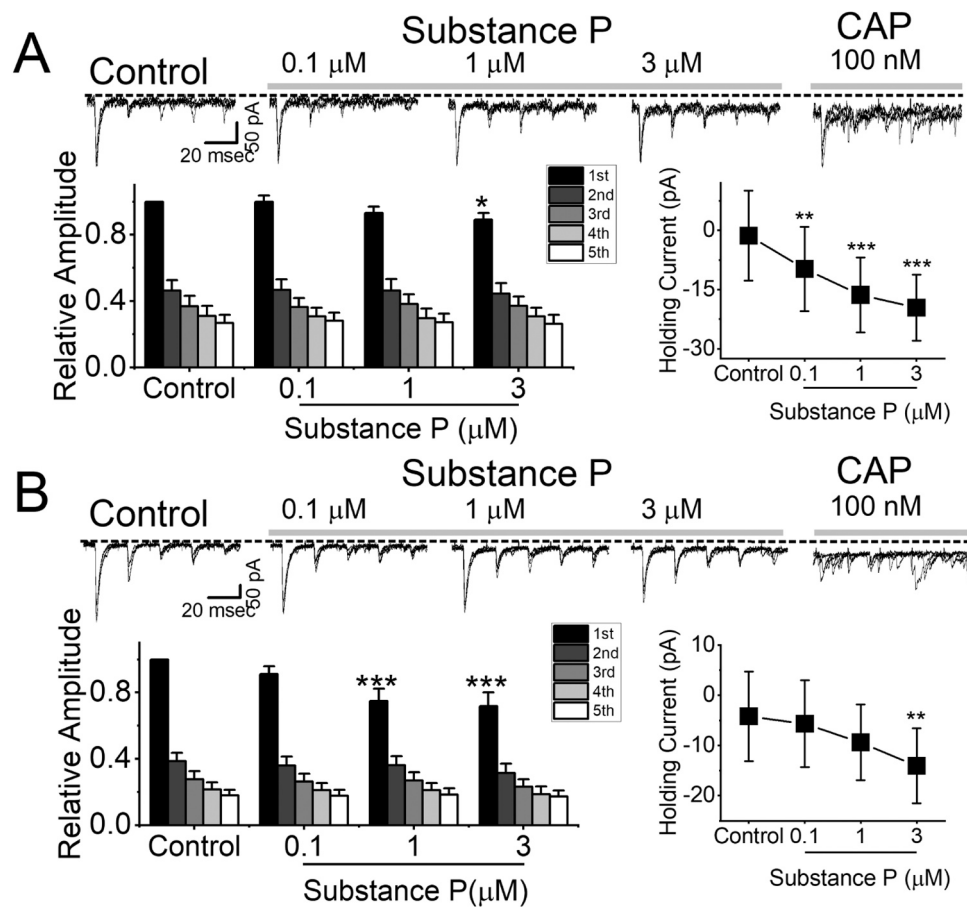 A
Substance P
CAP
Control
0.1 μM
1 μM
3 μM
100 nM
50 pA
20 msec
Relative Amplitude
0.8
0.4
0.0
1st
2nd
3rd
4th
5th
*
Control
0.1
1
3
Substance P (μM)
Holding Current (pA)
0
-15
-30
**
***
***
Control
0.1
1
3
Substance P (μM)
B
Substance P
CAP
Control
0.1 μM
1 μM
3 μM
100 nM
50 pA
20 msec
Relative Amplitude
0.8
0.4
0.0
1st
2nd
3rd
4th
5th
***
***
Control
0.1
1
3
Substance P(μM)
Holding Current (pA)
10
0
-10
-20
**
Control
0.1
1
3
Substance P (μM)